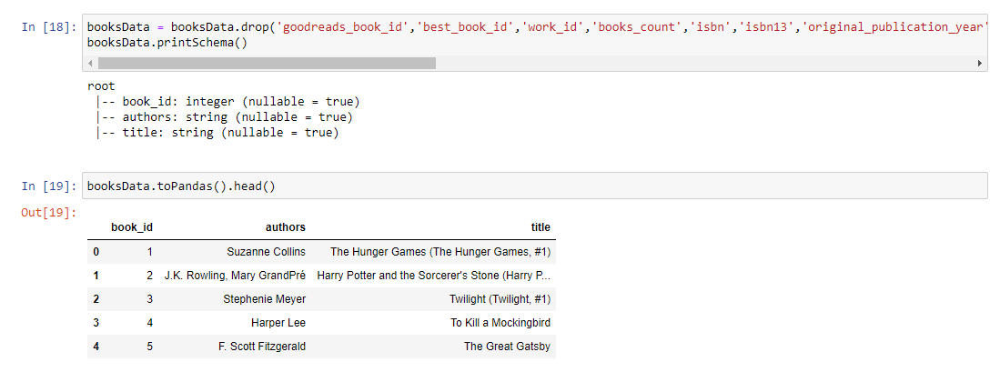 In [18]: booksData = booksData.drop('goodreads_book_id','best_book_id','work_id','books_count','isbn','isbn13','original_publication_year'
booksData.printSchema()
root
|-- book_id: integer (nullable = true)
|-- authors: string (nullable = true)
|-- title: string (nullable = true)
In [19]: booksData.toPandas().head()
Out[19]:
book_id authors title
0 1 Suzanne Collins The Hunger Games (The Hunger Games, #1)
1 2 J.K. Rowling, Mary GrandPré Harry Potter and the Sorcerer's Stone (Harry P...
2 3 Stephenie Meyer Twilight (Twilight, #1)
3 4 Harper Lee To Kill a Mockingbird
4 5 F. Scott Fitzgerald The Great Gatsby